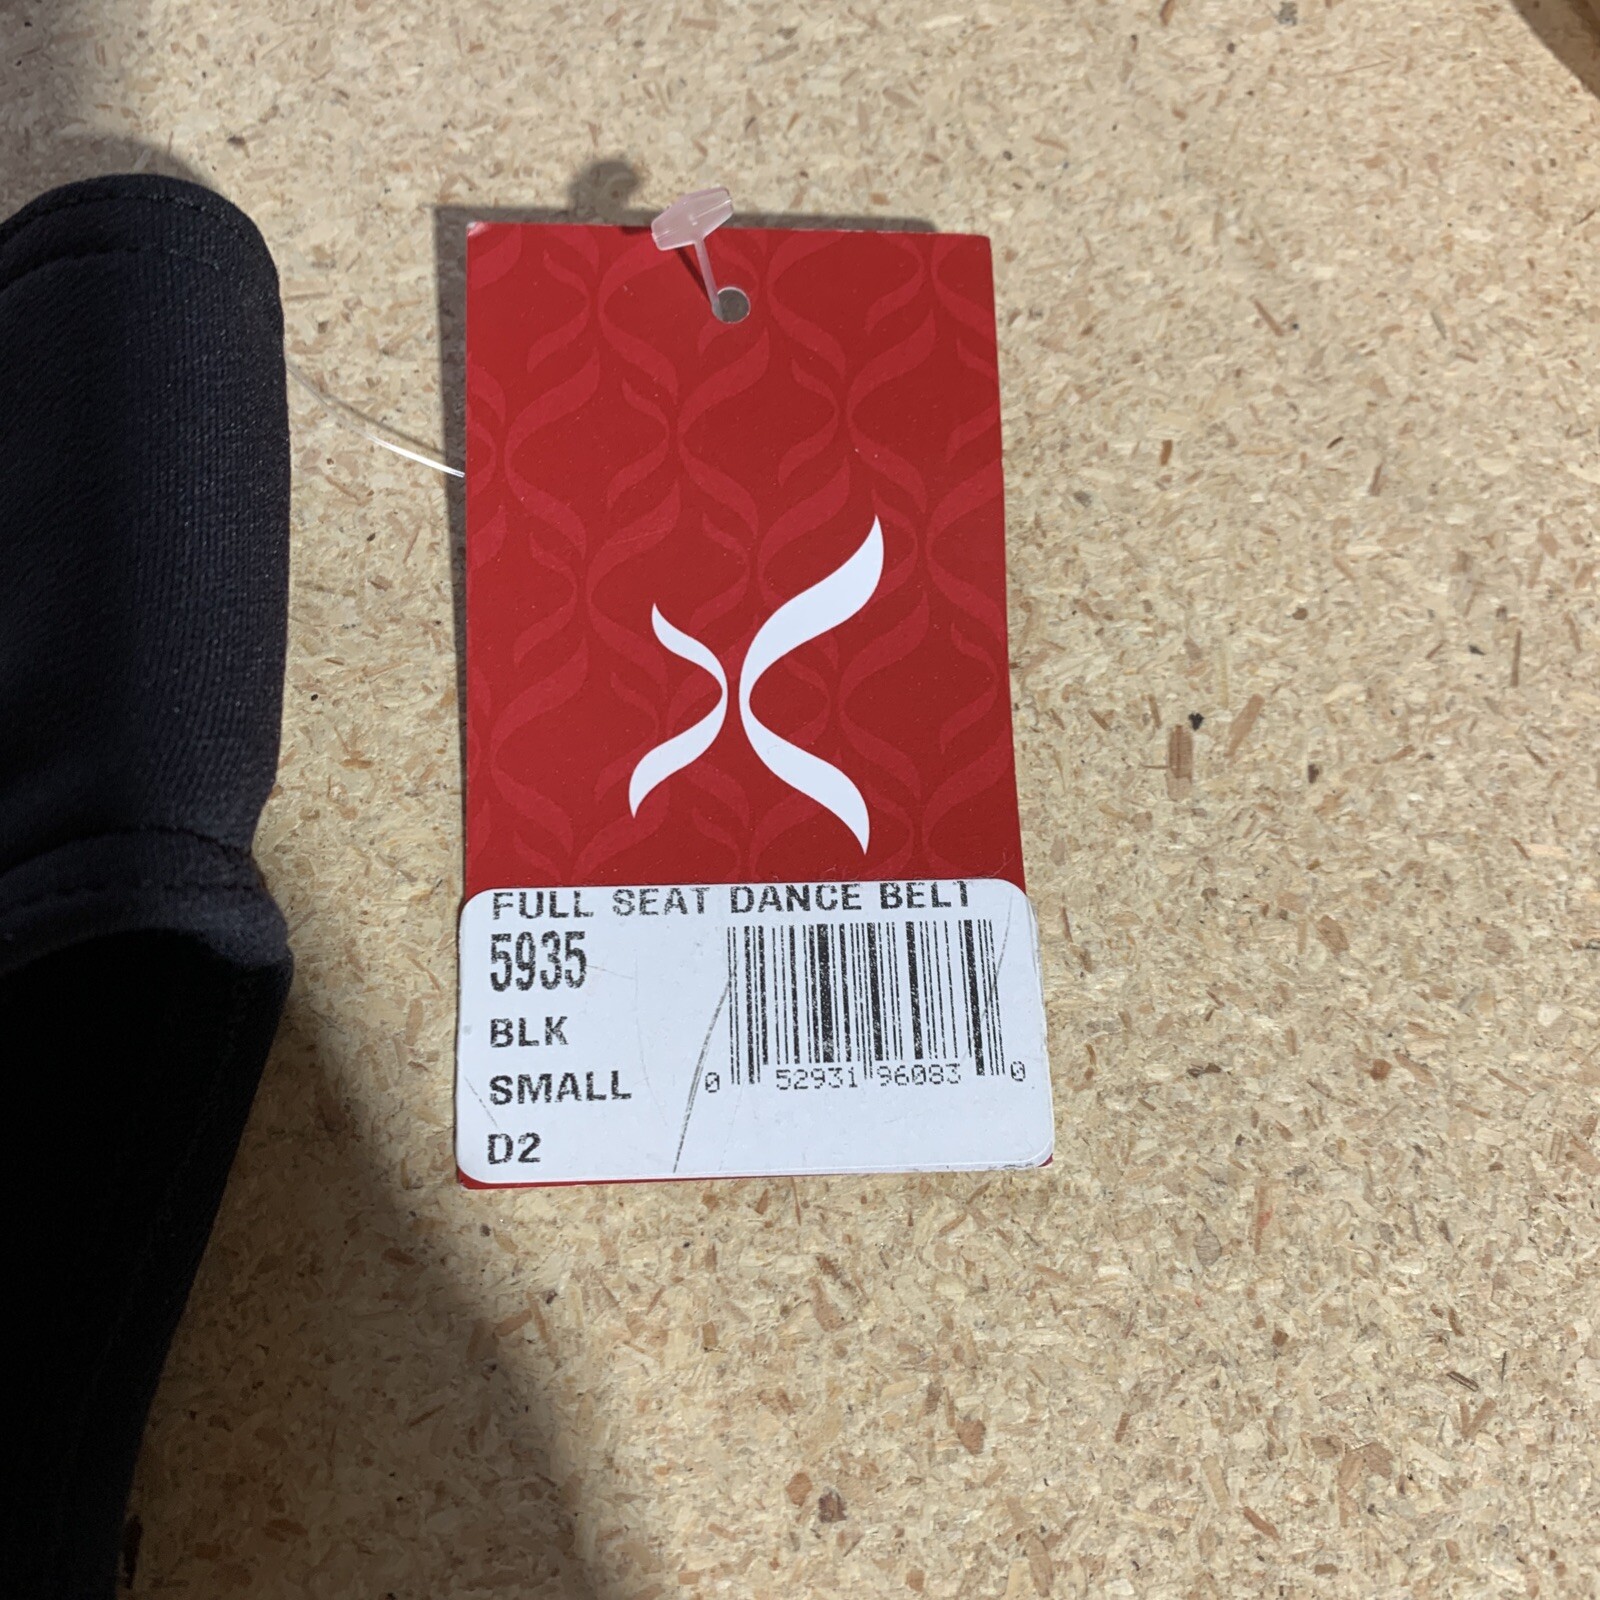 FULL SEAT DANCE BELT
5935
BLK
SMALL
D2
0 52931 96083 0